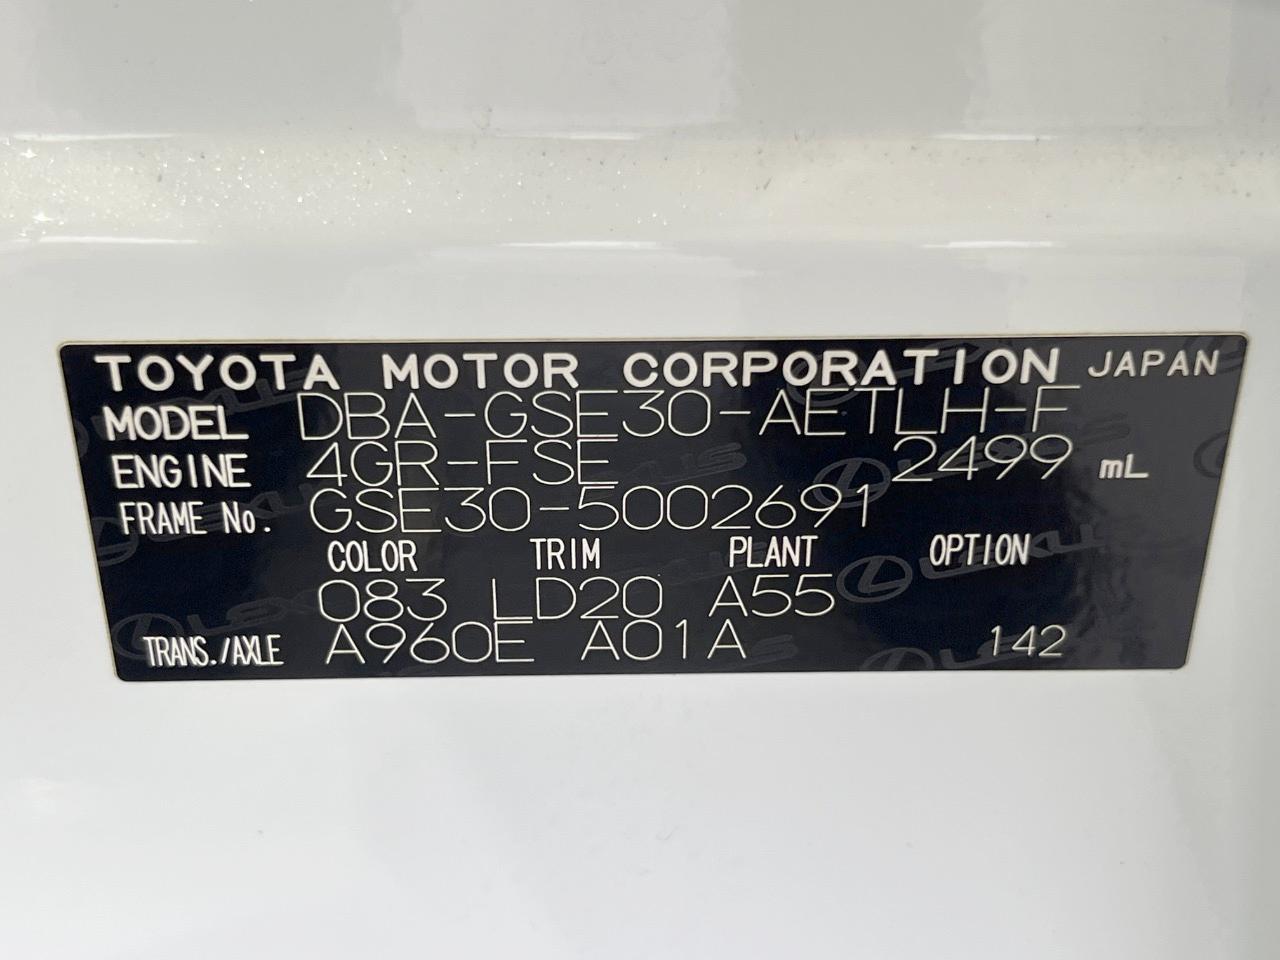 TOYOTA MOTOR CORPORATION JAPAN
MODEL DBA-GSE30-AETLH-F
ENGINE 4GR-FSE 2499 mL
FRAME No. GSE30-5002691
COLOR TRIM PLANT OPTION
083 LD20 A55
TRANS./AXLE A960E A01A 142
LEXUS